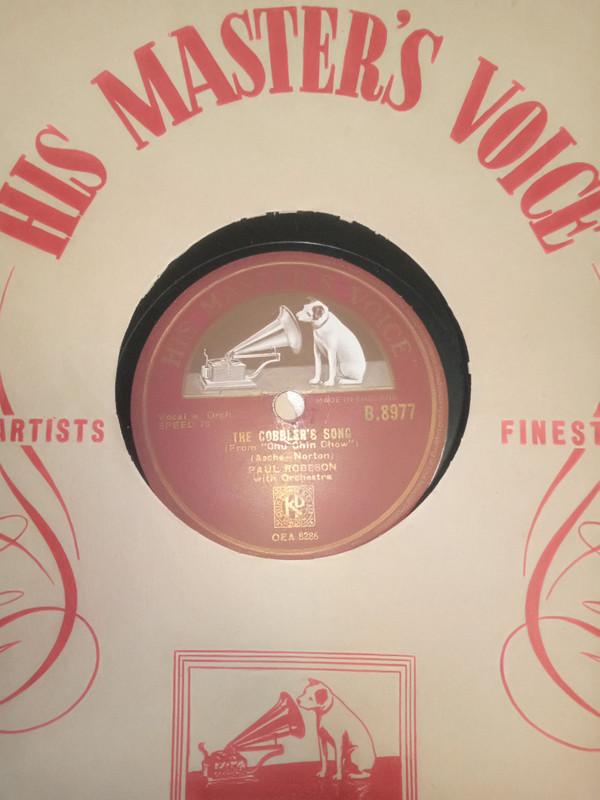 HIS MASTER'S VOICE
HIS MASTER'S VOICE
MADE IN ENGLAND
Vocal w. Orch.
SPEED 78
B.8977
THE COBBLER'S SONG
(From "Chu Chin Chow")
(Asche-Norton)
PAUL ROBESON
with Orchestra
OEA 8286
ARTISTS
FINEST